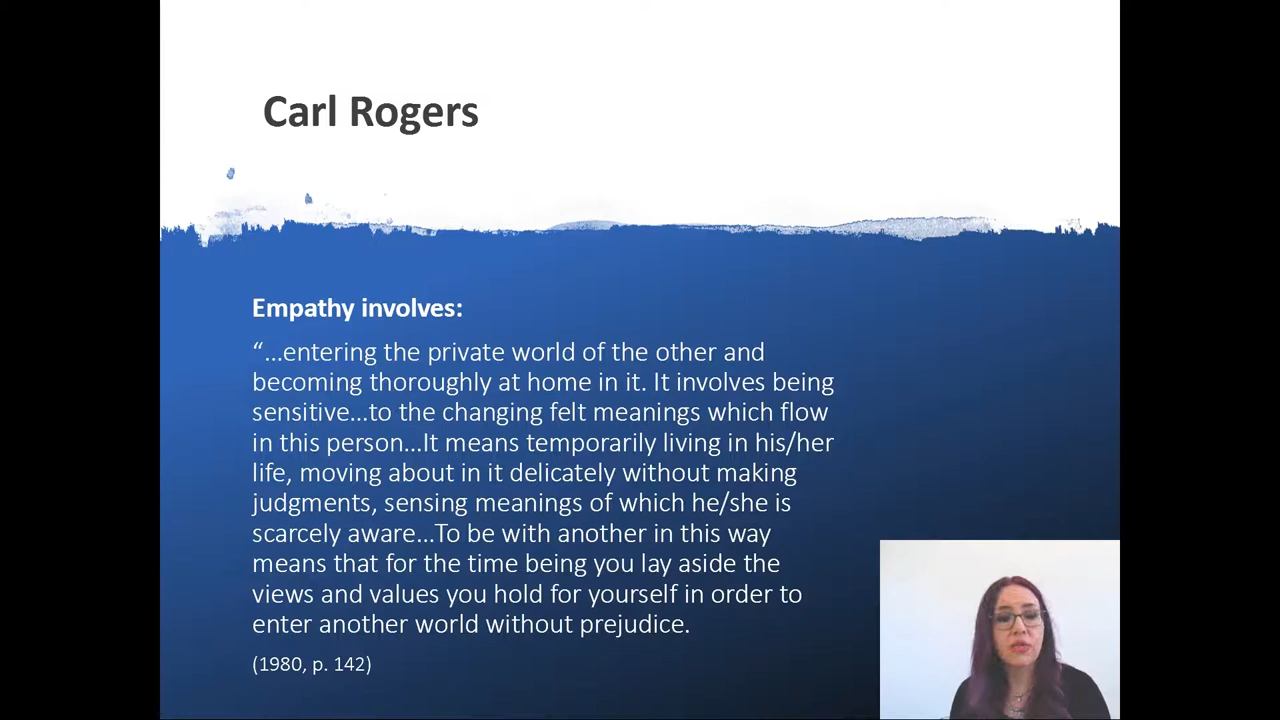 Carl Rogers
Empathy involves:
“…entering the private world of the other and
becoming thoroughly at home in it. It involves being
sensitive…to the changing felt meanings which flow
in this person…It means temporarily living in his/her
life, moving about in it delicately without making
judgments, sensing meanings of which he/she is
scarcely aware…To be with another in this way
means that for the time being you lay aside the
views and values you hold for yourself in order to
enter another world without prejudice.
(1980, p. 142)